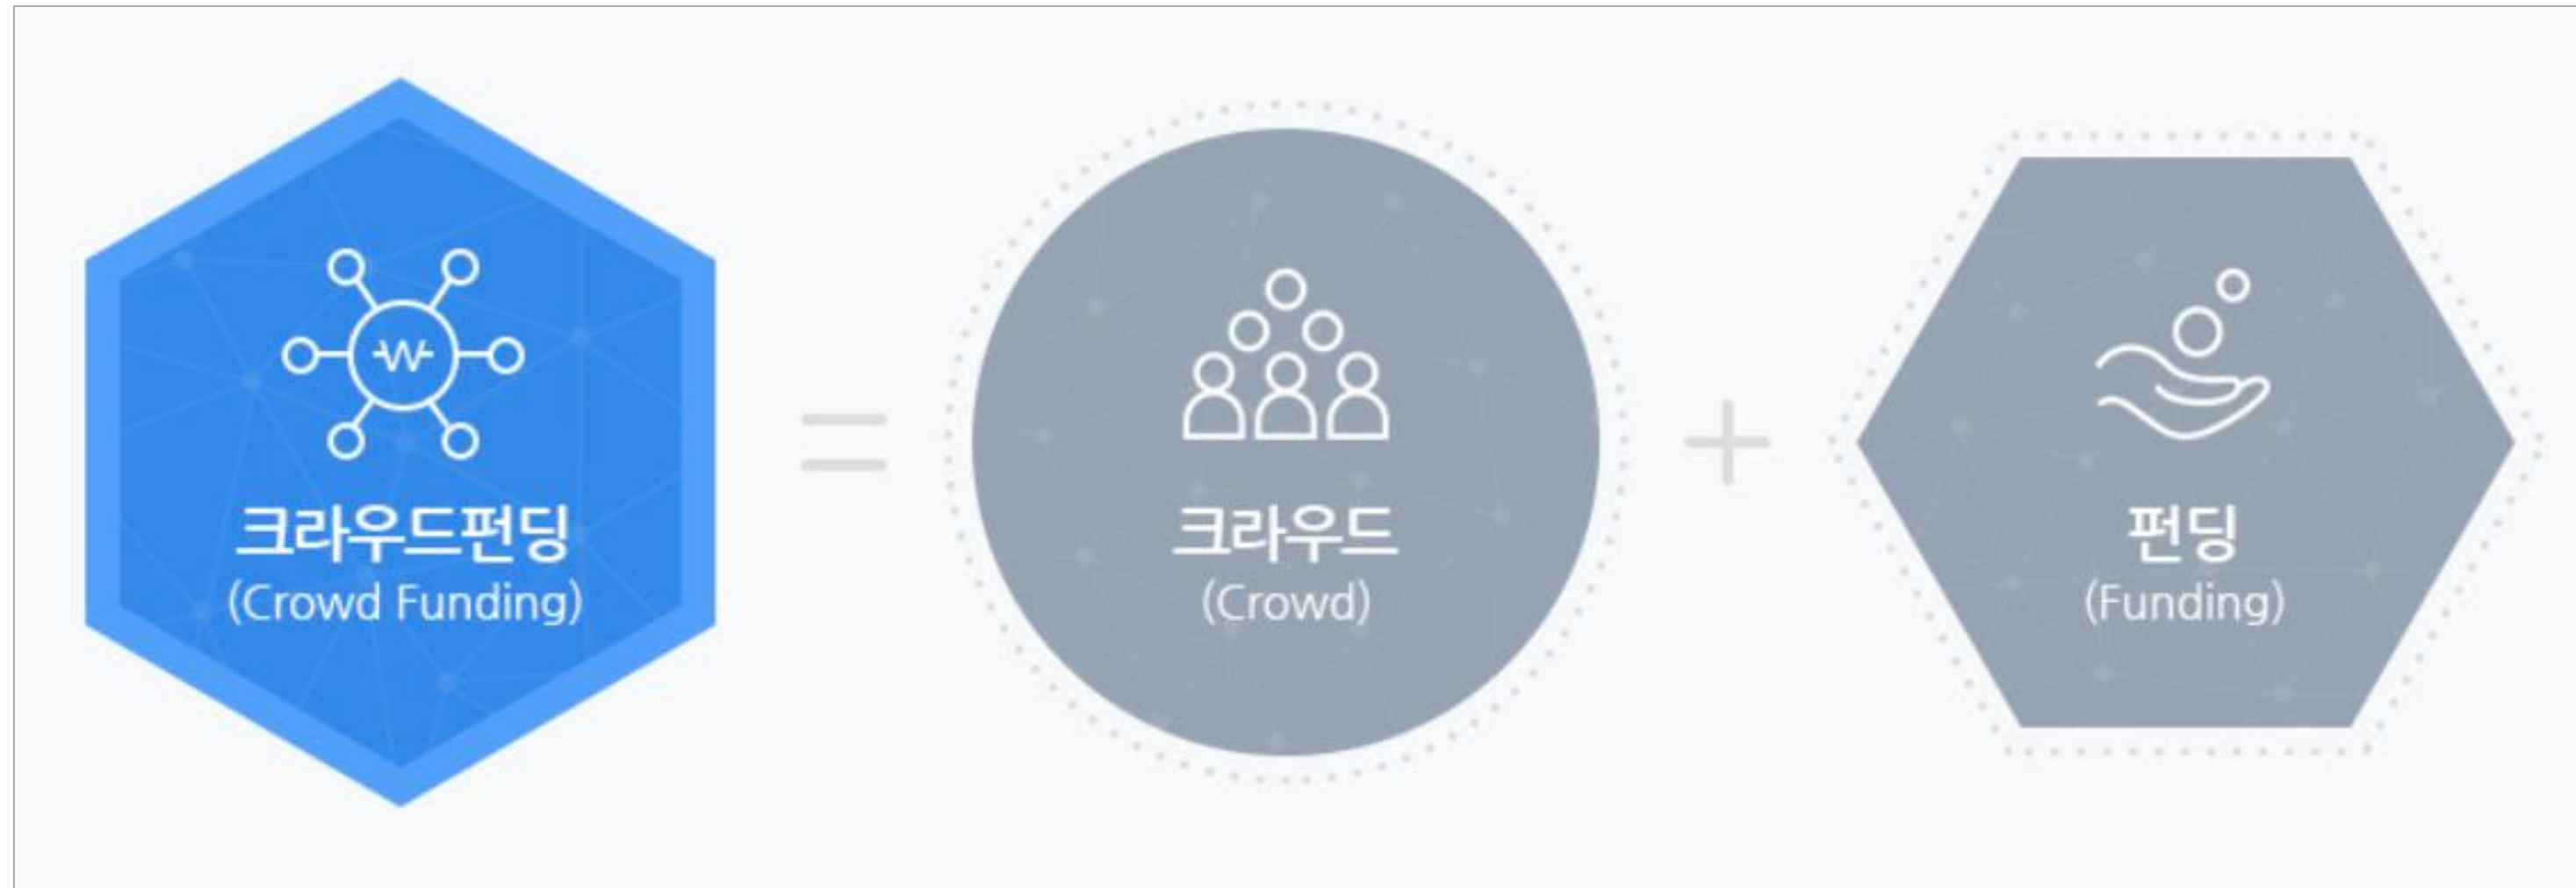 ₩
크라우드펀딩
(Crowd Funding)
=
크라우드
(Crowd)
+
펀딩
(Funding)